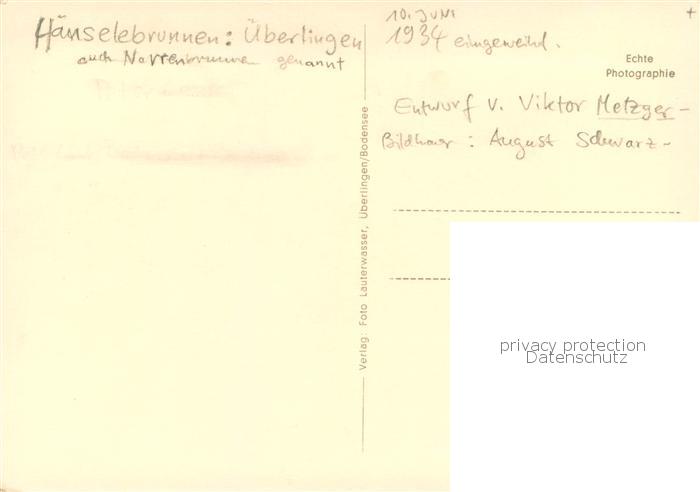 Hänselebrunnen: Überlingen
auch Narrenbrunnen genannt
10. JUNI
1934 eingeweihd.
Echte
Photographie
Entwurf v. Viktor Metzger -
Bildhauer : August Schwarz -
Verlag: Foto Lauterwasser, Überlingen/Bodensee
privacy protection
Datenschutz